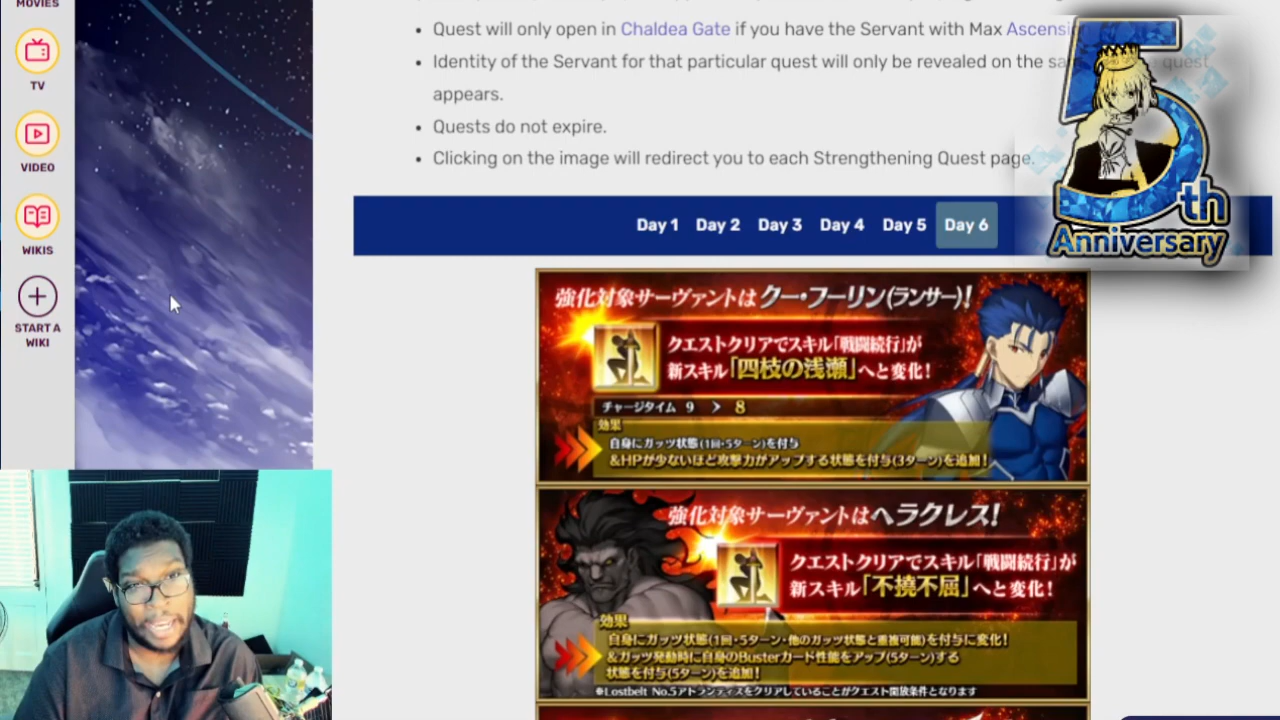 MOVIES
TV
VIDEO
WIKIS
START A
WIKI
Quest will only open in Chaldea Gate if you have the Servant with Max Ascensi
Identity of the Servant for that particular quest will only be revealed on the quest
appears.
Quests do not expire.
Clicking on the image will redirect you to each Strengthening Quest page.
5th
Anniversary
Day 1 Day 2 Day 3 Day 4 Day 5 Day 6
強化対象サーヴァントはクー・フーリン(ランサー)!
クエストクリアでスキル「戦闘続行」が
新スキル「四枝の浅瀬」へと変化!
チャージタイム 9 > 8
効果
自身にガッツ状態(1回・5ターン)を付与
&HPが少ないほど攻撃力がアップする状態を付与(3ターン)を追加!
強化対象サーヴァントはヘラクレス!
クエストクリアでスキル「戦闘続行」が
新スキル「不撓不屈」へと変化!
効果
自身にガッツ状態(1回・5ターン・他のガッツ状態と重複可能)を付与に変化!
&ガッツ発動時に自身のBusterカード性能をアップ(5ターン)する
状態を付与(5ターン)を追加!
※Lostbelt No.5アトランティスをクリアしていることがクエスト開放条件となります